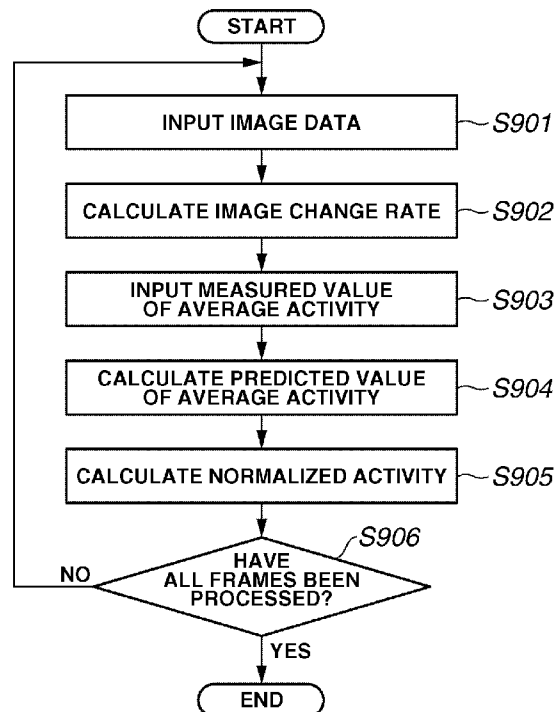 START
INPUT IMAGE DATA
S901
CALCULATE IMAGE CHANGE RATE
S902
INPUT MEASURED VALUE
OF AVERAGE ACTIVITY
S903
CALCULATE PREDICTED VALUE
OF AVERAGE ACTIVITY
S904
CALCULATE NORMALIZED ACTIVITY
S905
S906
HAVE
ALL FRAMES BEEN
PROCESSED?
NO
YES
END